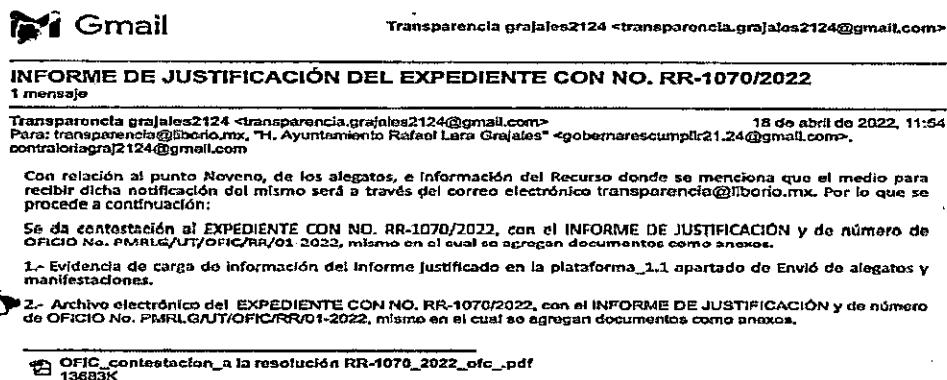 Gmail
Transparencia grajales2124 <transparencia.grajales2124@gmail.com>
INFORME DE JUSTIFICACIÓN DEL EXPEDIENTE CON NO. RR-1070/2022
1 mensaje
Transparencia grajales2124 <transparencia.grajales2124@gmail.com> 18 de abril de 2022, 11:54
Para: transparencia@liborio.mx, "H. Ayuntamiento Rafael Lara Grajales" <gobernarescumplir21.24@gmail.com>,
contraloriagraj2124@gmail.com
Con relación al punto Noveno, de los alegatos, e Información del Recurso donde se menciona que el medio para
recibir dicha notificación del mismo será a través del correo electrónico transparencia@liborio.mx. Por lo que se
procede a continuación:
Se da contestación al EXPEDIENTE CON NO. RR-1070/2022, con el INFORME DE JUSTIFICACIÓN y de número de
OFICIO No. PMRLG/UT/OFIC/RR/01-2022, mismo en el cual se agregan documentos como anexos.
1.- Evidencia de carga de información del Informe Justificado en la plataforma_1.1 apartado de Envió de alegatos y
manifestaciones.
2.- Archivo electrónico del EXPEDIENTE CON NO. RR-1070/2022, con el INFORME DE JUSTIFICACIÓN y de número
de OFICIO No. PMRLG/UT/OFIC/RR/01-2022, mismo en el cual se agregan documentos como anexos.
OFIC_contestacion_a la resolución RR-1070_2022_ofc_.pdf
13683K